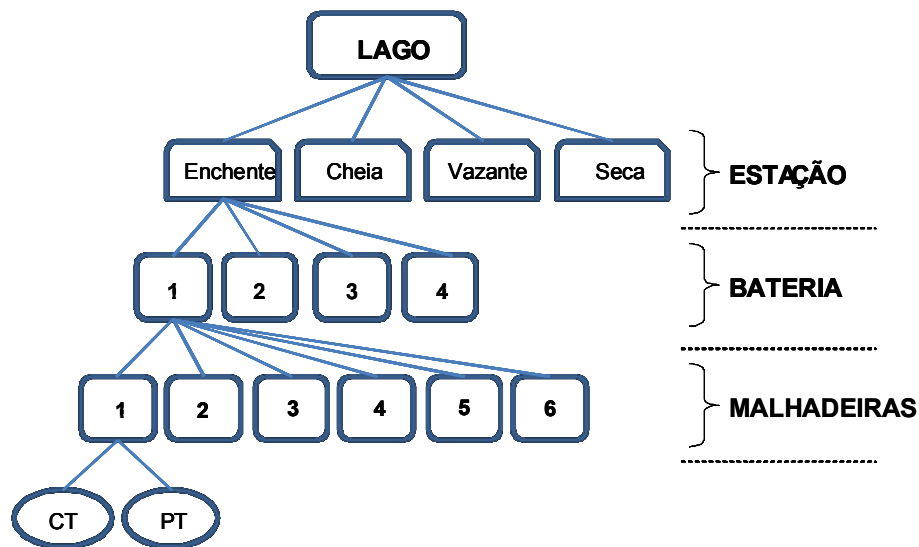 LAGO
Enchente Cheia Vazante Seca ESTAÇÃO
1 2 3 4 BATERIA
1 2 3 4 5 6 MALHADEIRAS
CT PT